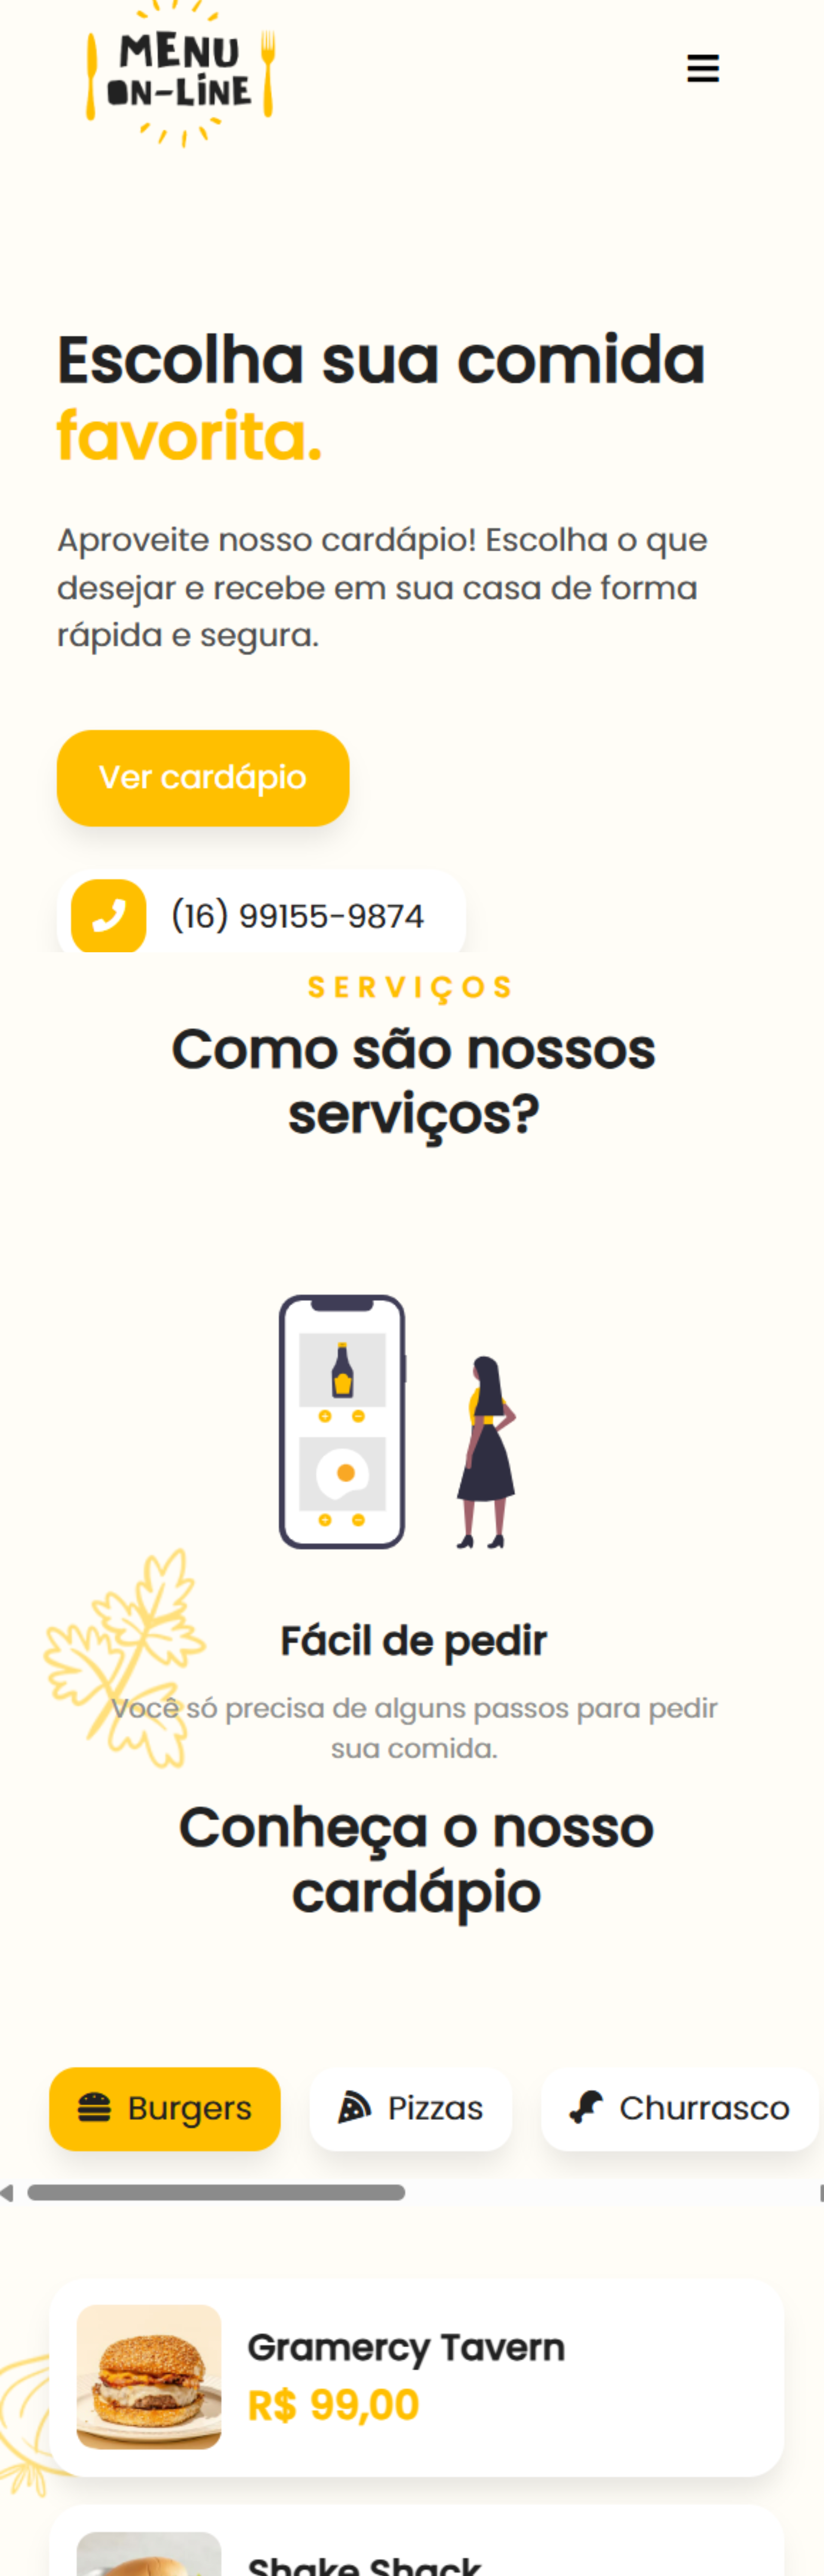 MENU
ON-LINE
Escolha sua comida
favorita.
Aproveite nosso cardápio! Escolha o que
desejar e recebe em sua casa de forma
rápida e segura.
Ver cardápio
(16) 99155-9874
SERVIÇOS
Como são nossos
serviços?
Fácil de pedir
Você só precisa de alguns passos para pedir
sua comida.
Conheça o nosso
cardápio
Burgers
Pizzas
Churrasco
Gramercy Tavern
R$ 99,00
Shake Shack